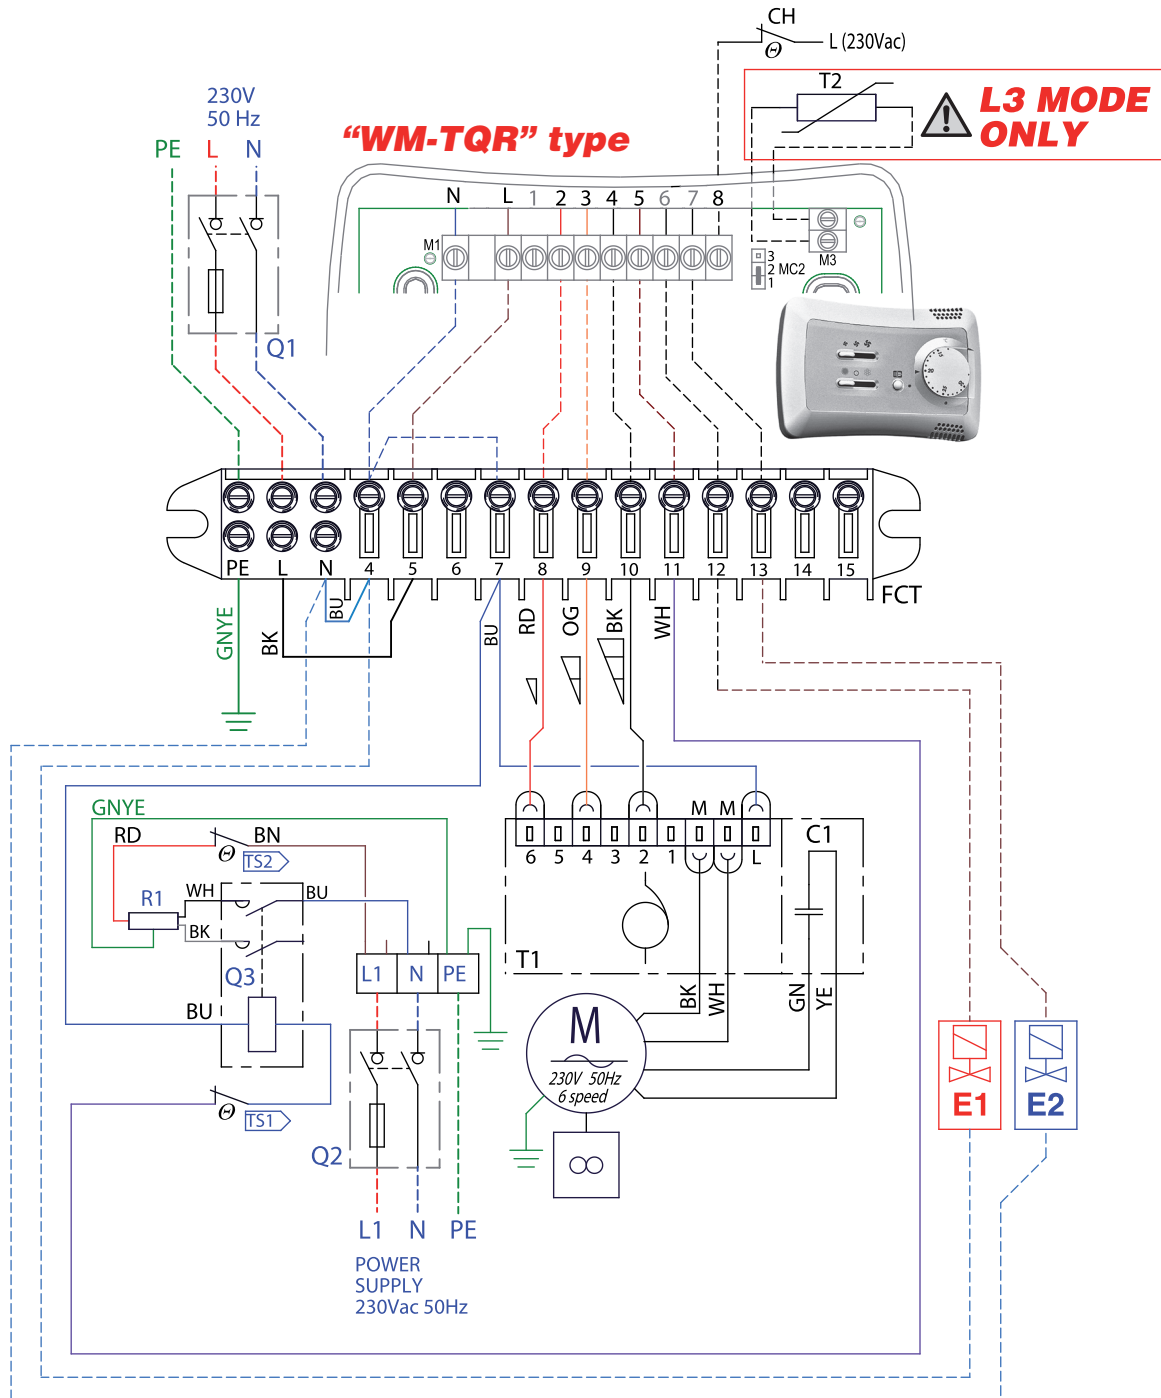 CH
L (230Vac)
T2
L3 MODE
ONLY
230V
50 Hz
PE L N
“WM-TQR” type
N L 1 2 3 4 5 6 7 8
M1
M3
3
2 MC2
1
Q1
PE L N 4 5 6 7 8 9 10 11 12 13 14 15
FCT
GNYE
BK
BU
BU
RD
OG
BK
WH
GNYE
RD
BN
TS2
R1
WH
BU
BK
Q3
BU
TS1
L1 N PE
Q2
L1 N PE
POWER
SUPPLY
230Vac 50Hz
M M
6 5 4 3 2 1 L
C1
T1
BK
WH
GN
YE
M
230V 50Hz
6 speed
E1
E2